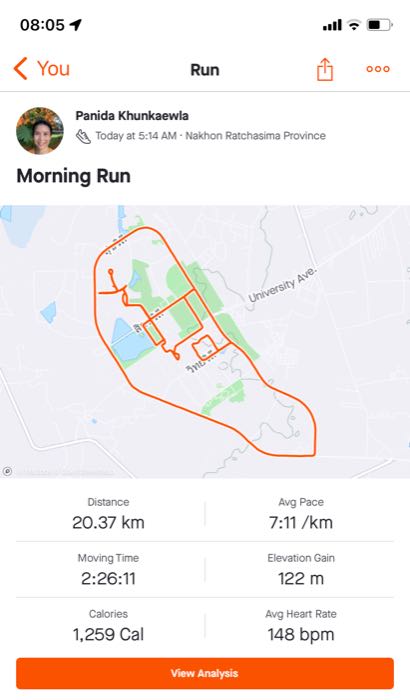 08:05
You
Run
Panida Khunkaewla
Today at 5:14 AM · Nakhon Ratchasima Province
Morning Run
University Ave.
Distance
Avg Pace
20.37 km
7:11 /km
Moving Time
Elevation Gain
2:26:11
122 m
Calories
Avg Heart Rate
1,259 Cal
148 bpm
View Analysis